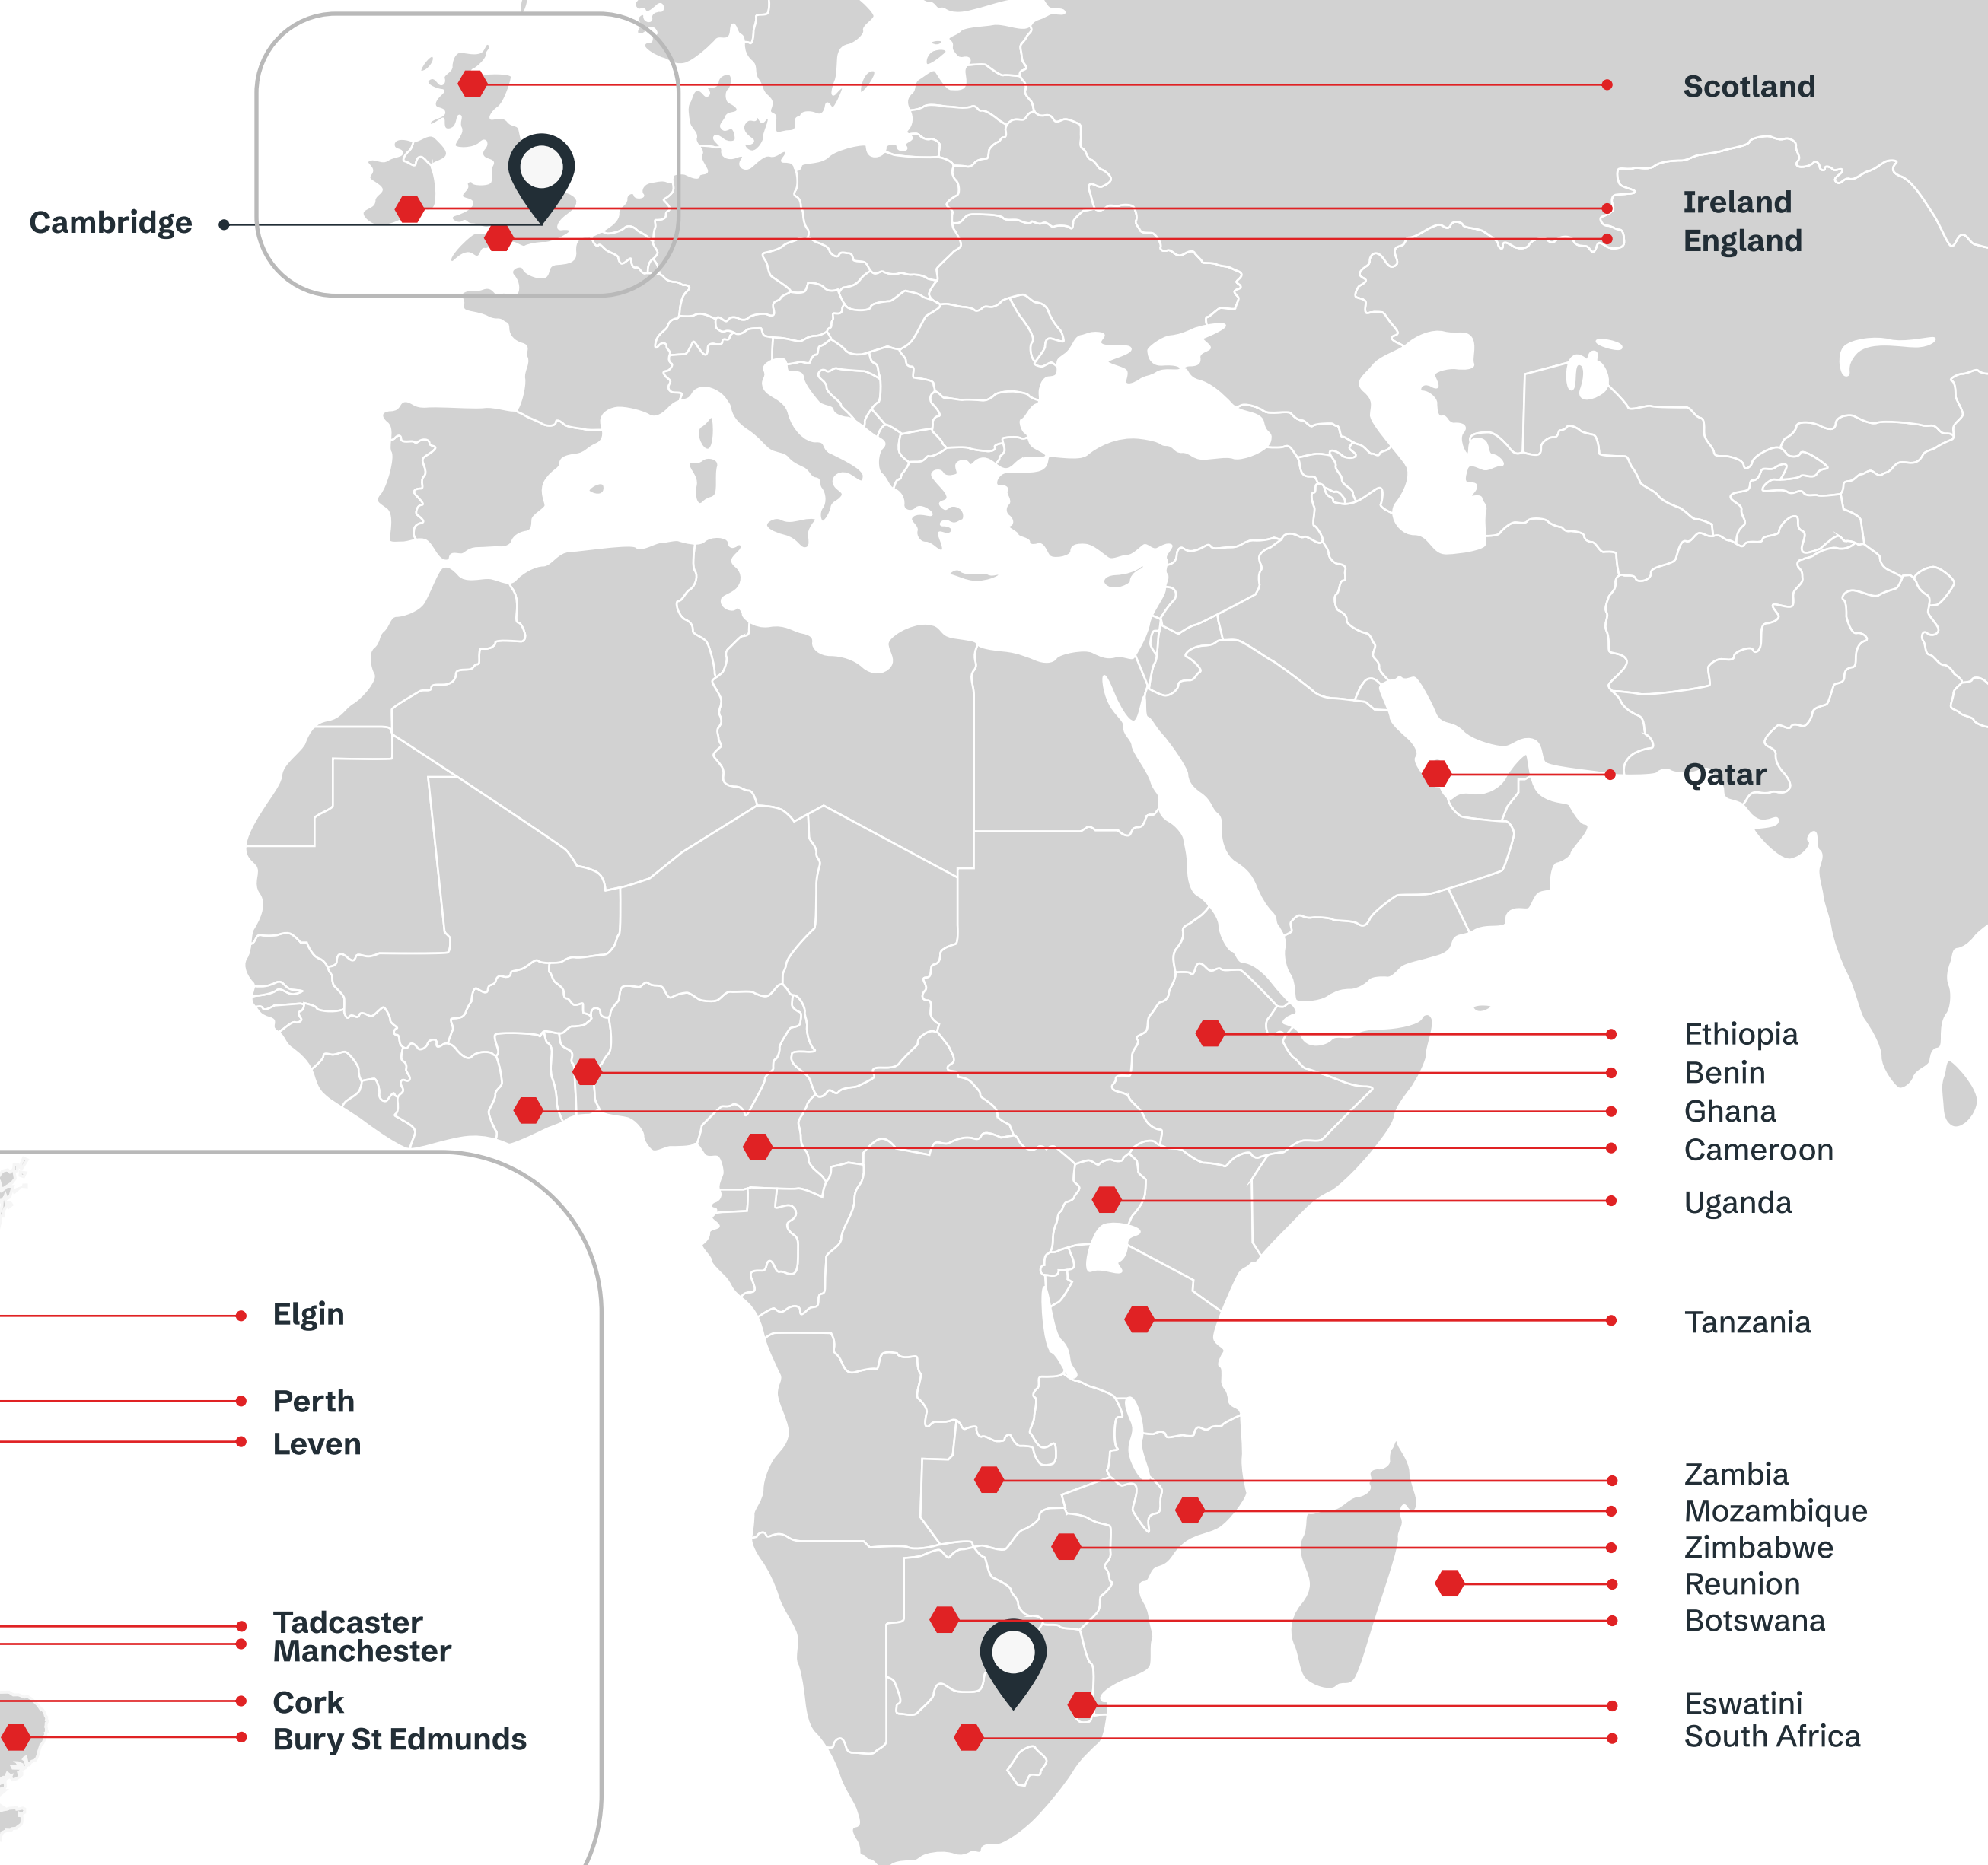 Scotland
Ireland
Cambridge
England
Qatar
Ethiopia
Benin
Ghana
Cameroon
Uganda
Tanzania
Zambia
Mozambique
Zimbabwe
Reunion
Botswana
Eswatini
South Africa
Elgin
Perth
Leven
Tadcaster
Manchester
Cork
Bury St Edmunds